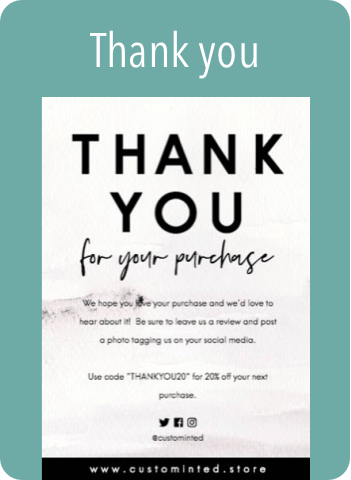 Thank you
THANK
YOU
for your purchase
We hope you love your purchase and we'd love to
hear about it! Be sure to leave us a review and post
a photo tagging us on your social media.
Use code "THANKYOU20" for 20% off your next
purchase.
@customInted
www.customInted.store